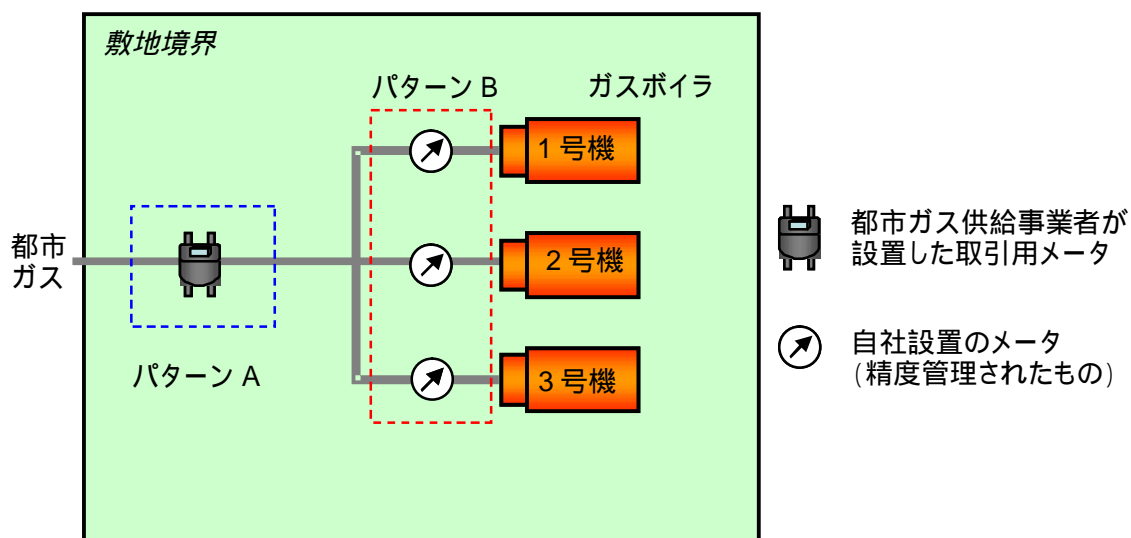 敷地境界
パターン B
ガスボイラ
1 号機
2 号機
3 号機
都市
ガス
パターン A
都市ガス供給事業者が
設置した取引用メータ
自社設置のメータ
(精度管理されたもの)